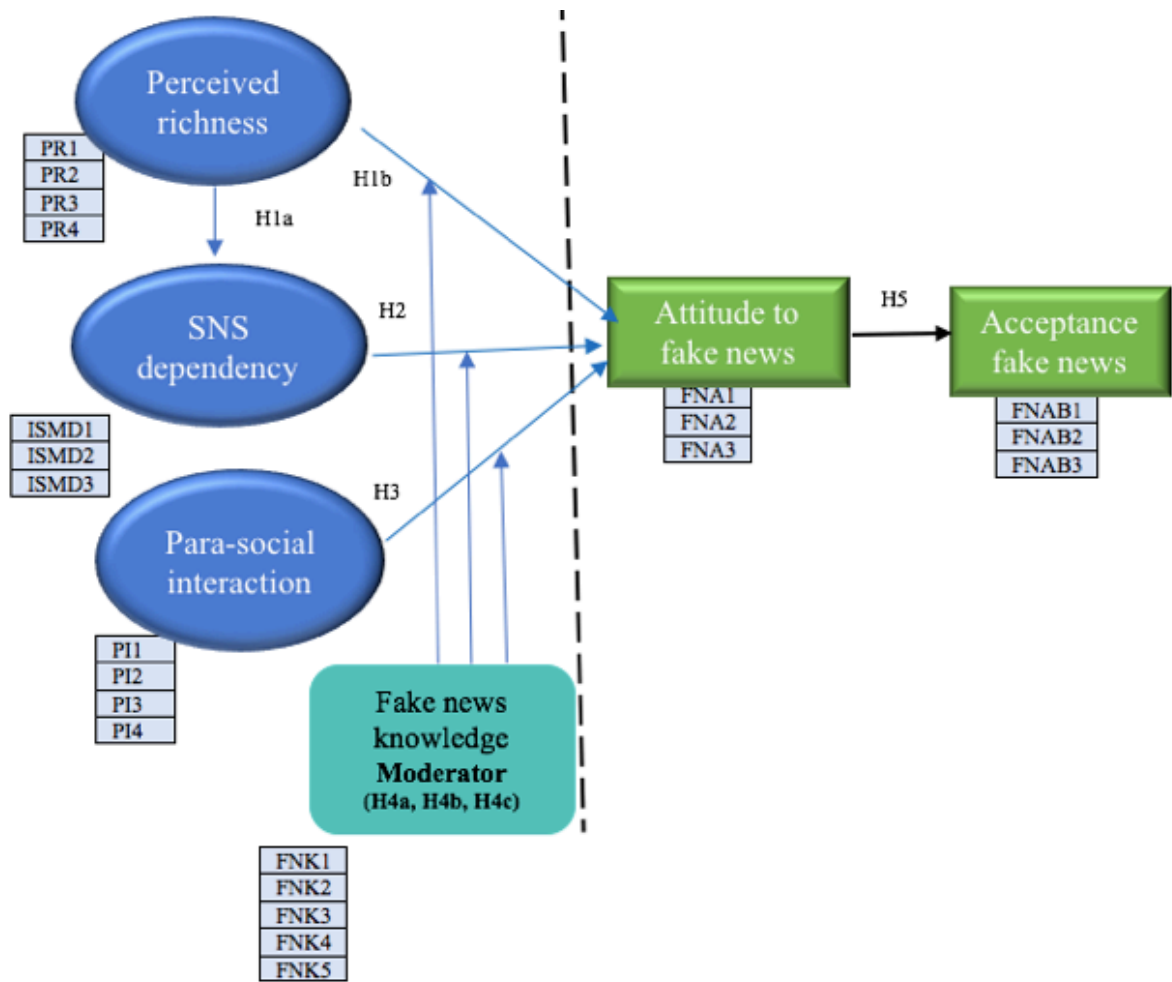 Perceived
richness
PR1
PR2
PR3
PR4
H1b
H1a
SNS
dependency
H2
ISMD1
ISMD2
ISMD3
Para-social
interaction
H3
PI1
PI2
PI3
PI4
Fake news
knowledge
Moderator
(H4a, H4b, H4c)
FNK1
FNK2
FNK3
FNK4
FNK5
Attitude to
fake news
FNA1
FNA2
FNA3
H5
Acceptance
fake news
FNAB1
FNAB2
FNAB3